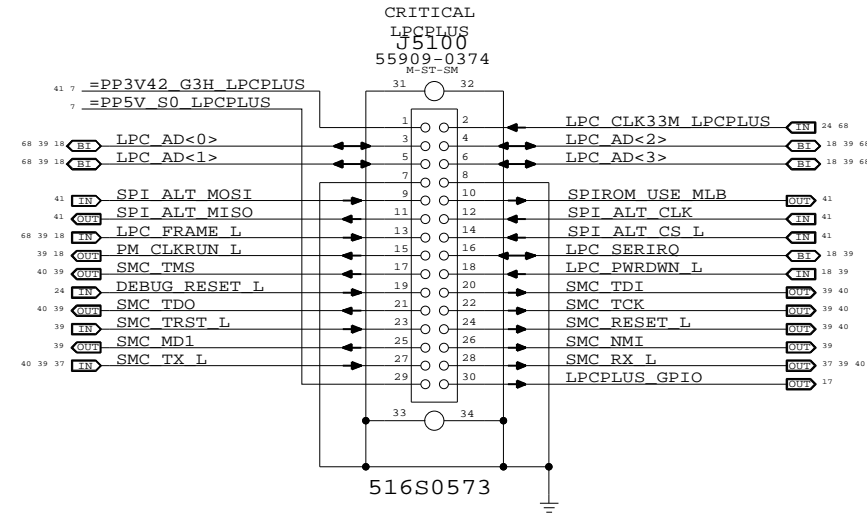 CRITICAL
LPCPLUS
J5100
55909-0374
M-ST-SM
31 32
41 7 =PP3V42_G3H_LPCPLUS
7 =PP5V_S0_LPCPLUS
1 2 LPC_CLK33M_LPCPLUS IN 24 68
68 39 18 BI LPC_AD<0> 3 4 LPC_AD<2> BI 18 39 68
68 39 18 BI LPC_AD<1> 5 6 LPC_AD<3> BI 18 39 68
7 8
41 IN SPI_ALT_MOSI 9 10 SPIROM_USE_MLB OUT 41
41 OUT SPI_ALT_MISO 11 12 SPI_ALT_CLK IN 41
68 39 18 IN LPC_FRAME_L 13 14 SPI_ALT_CS_L IN 41
39 18 OUT PM_CLKRUN_L 15 16 LPC_SERIRQ BI 18 39
40 39 OUT SMC_TMS 17 18 LPC_PWRDWN_L IN 18 39
24 IN DEBUG_RESET_L 19 20 SMC_TDI OUT 39 40
40 39 OUT SMC_TDO 21 22 SMC_TCK OUT 39 40
39 IN SMC_TRST_L 23 24 SMC_RESET_L OUT 39 40
39 OUT SMC_MD1 25 26 SMC_NMI OUT 39
40 39 37 IN SMC_TX_L 27 28 SMC_RX_L OUT 37 39 40
29 30 LPCPLUS_GPIO OUT 17
33 34
516S0573